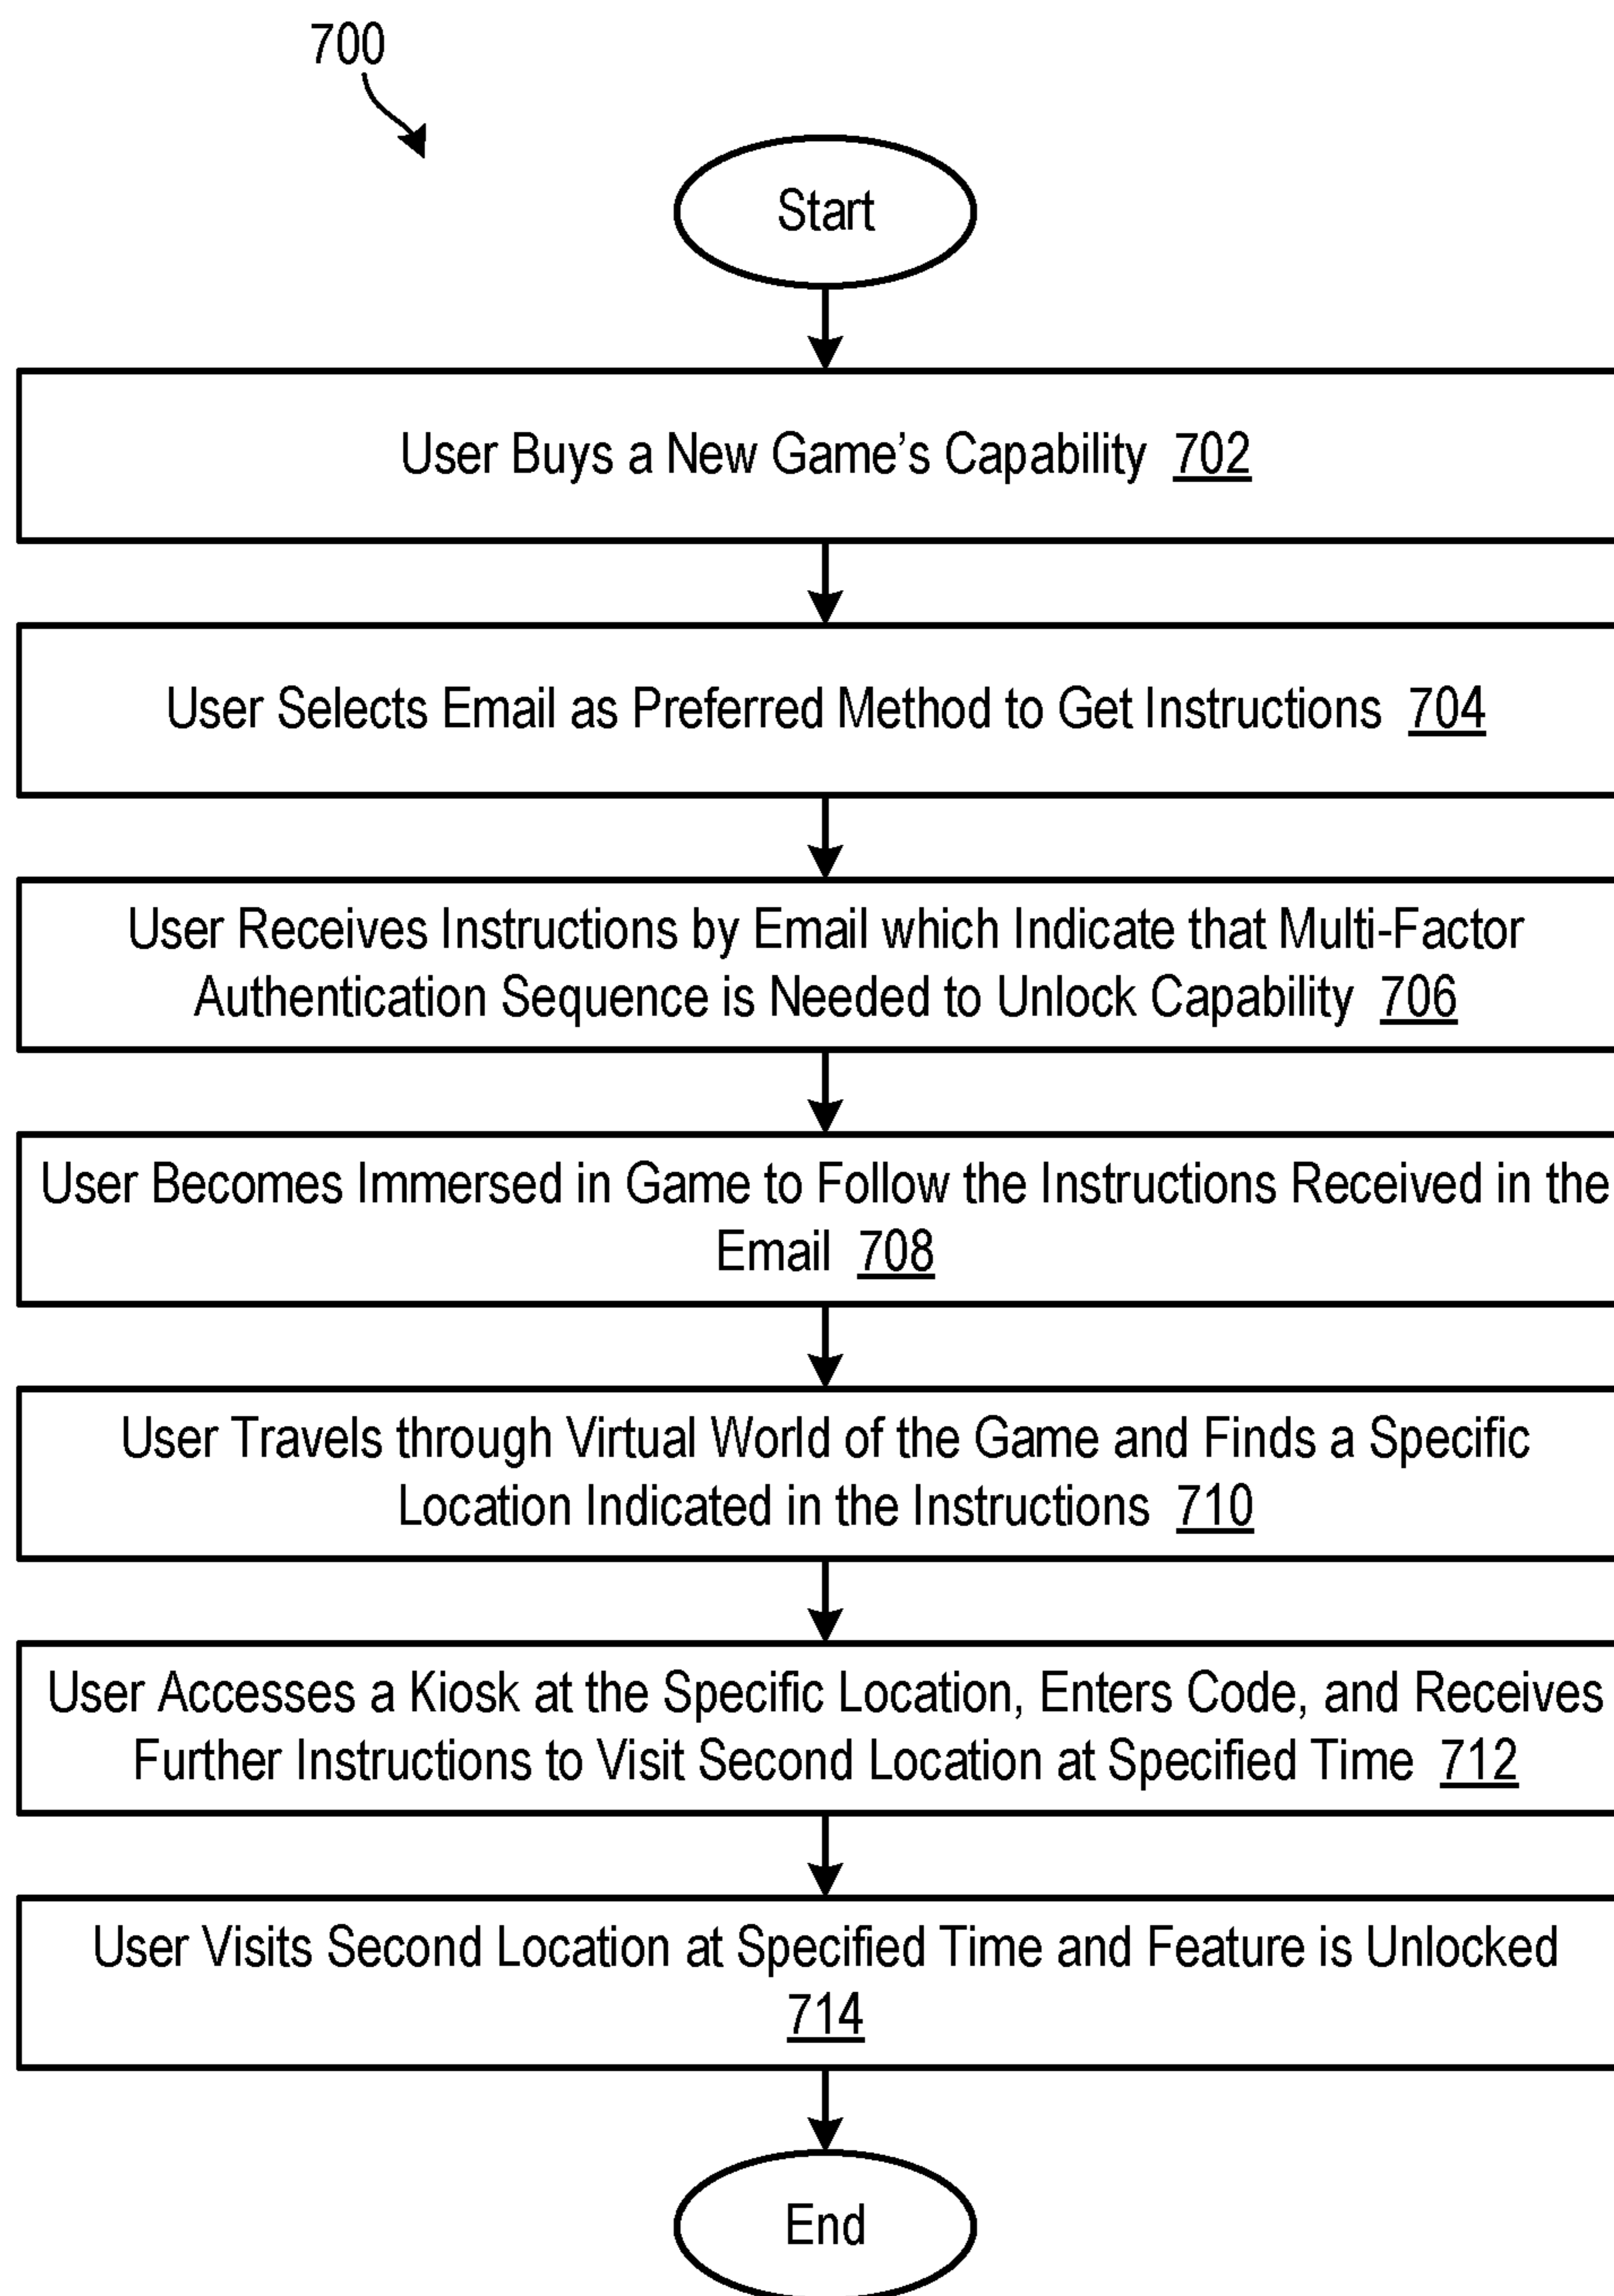 700
Start
User Buys a New Game’s Capability 702
User Selects Email as Preferred Method to Get Instructions 704
User Receives Instructions by Email which Indicate that Multi-Factor
Authentication Sequence is Needed to Unlock Capability 706
User Becomes Immersed in Game to Follow the Instructions Received in the
Email 708
User Travels through Virtual World of the Game and Finds a Specific
Location Indicated in the Instructions 710
User Accesses a Kiosk at the Specific Location, Enters Code, and Receives
Further Instructions to Visit Second Location at Specified Time 712
User Visits Second Location at Specified Time and Feature is Unlocked
714
End